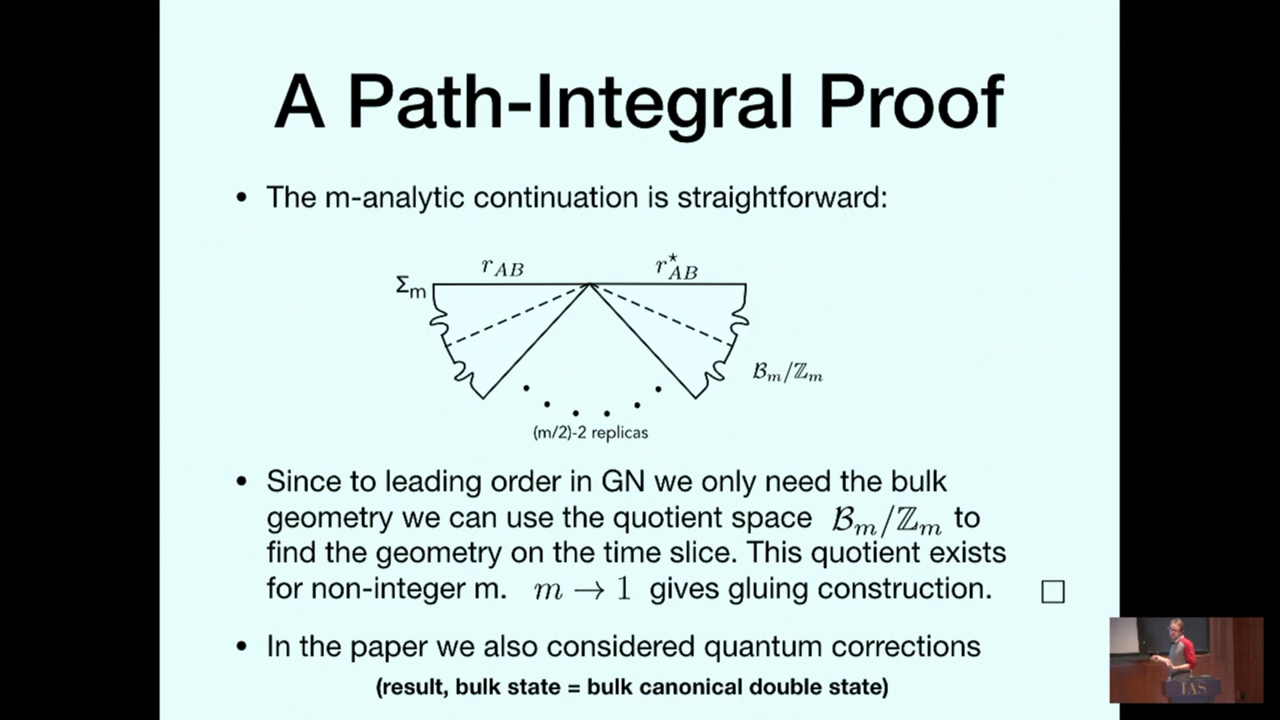 A Path-Integral Proof
• The m-analytic continuation is straightforward:
r_{AB} r^⋆_{AB}
Σ_m
𝓑_m/ℤ_m
(m/2)-2 replicas
• Since to leading order in GN we only need the bulk
geometry we can use the quotient space 𝓑_m/ℤ_m to
find the geometry on the time slice. This quotient exists
for non-integer m. m → 1 gives gluing construction. □
• In the paper we also considered quantum corrections
(result, bulk state = bulk canonical double state)
IAS